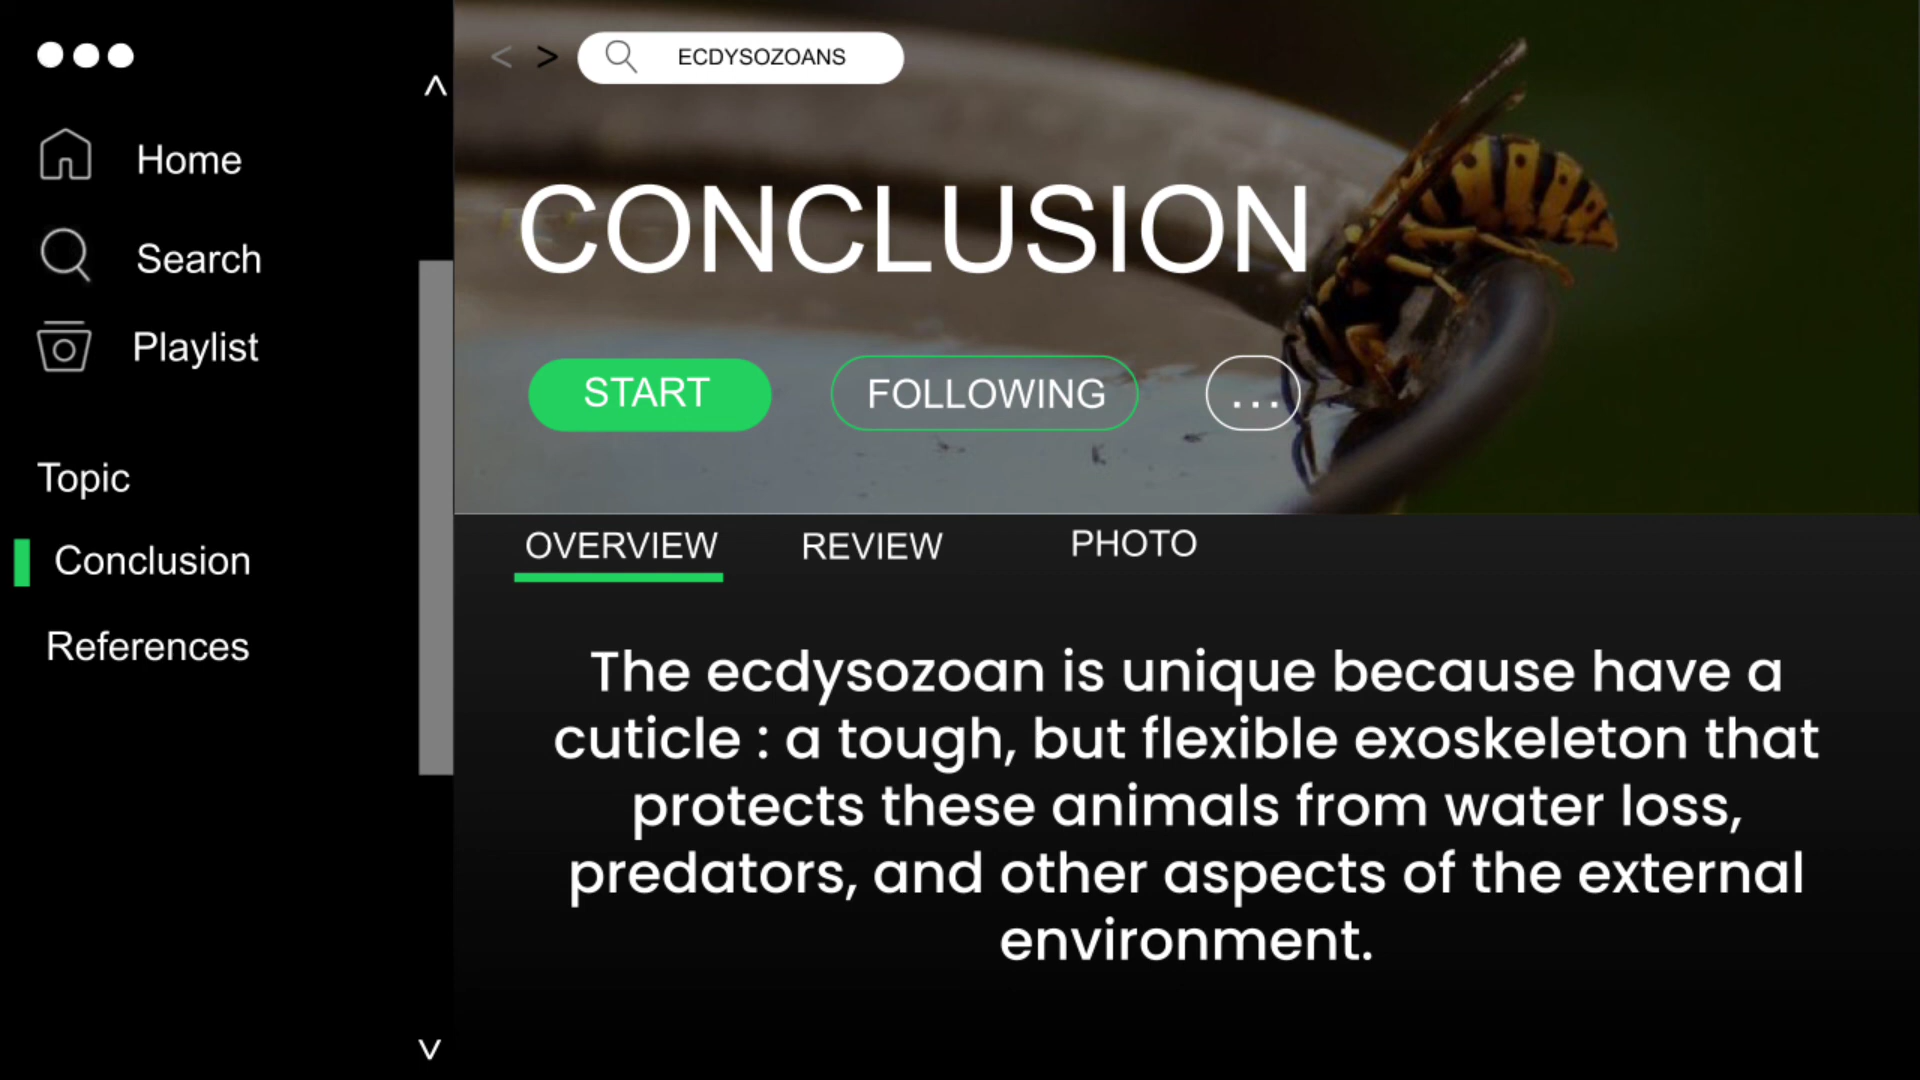 Home
Search
Playlist
Topic
Conclusion
References
< > ECDYSOZOANS
CONCLUSION
START FOLLOWING ...
OVERVIEW REVIEW PHOTO
The ecdysozoan is unique because have a
cuticle : a tough, but flexible exoskeleton that
protects these animals from water loss,
predators, and other aspects of the external
environment.